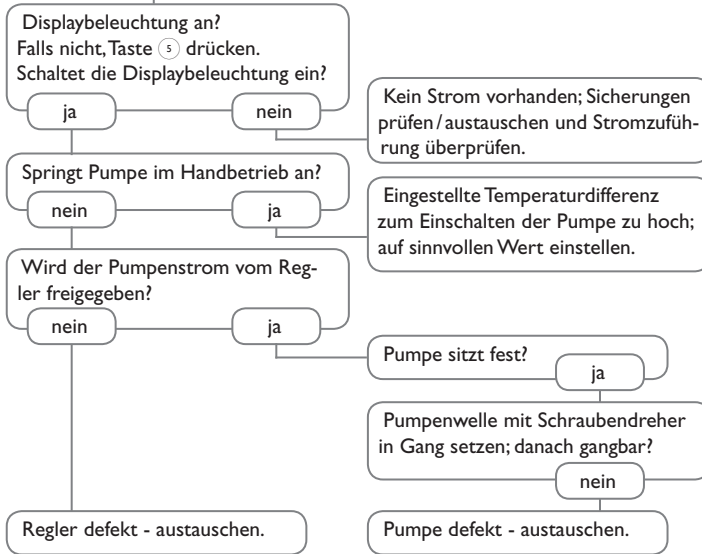 Displaybeleuchtung an?
Falls nicht, Taste 5 drücken.
Schaltet die Displaybeleuchtung ein?
ja
nein
Kein Strom vorhanden; Sicherungen
prüfen/austauschen und Stromzufüh-
rung überprüfen.
Springt Pumpe im Handbetrieb an?
nein
ja
Eingestellte Temperaturdifferenz
zum Einschalten der Pumpe zu hoch;
auf sinnvollen Wert einstellen.
Wird der Pumpenstrom vom Reg-
ler freigegeben?
nein
ja
Pumpe sitzt fest?
ja
Pumpenwelle mit Schraubendreher
in Gang setzen; danach gangbar?
nein
Regler defekt - austauschen.
Pumpe defekt - austauschen.